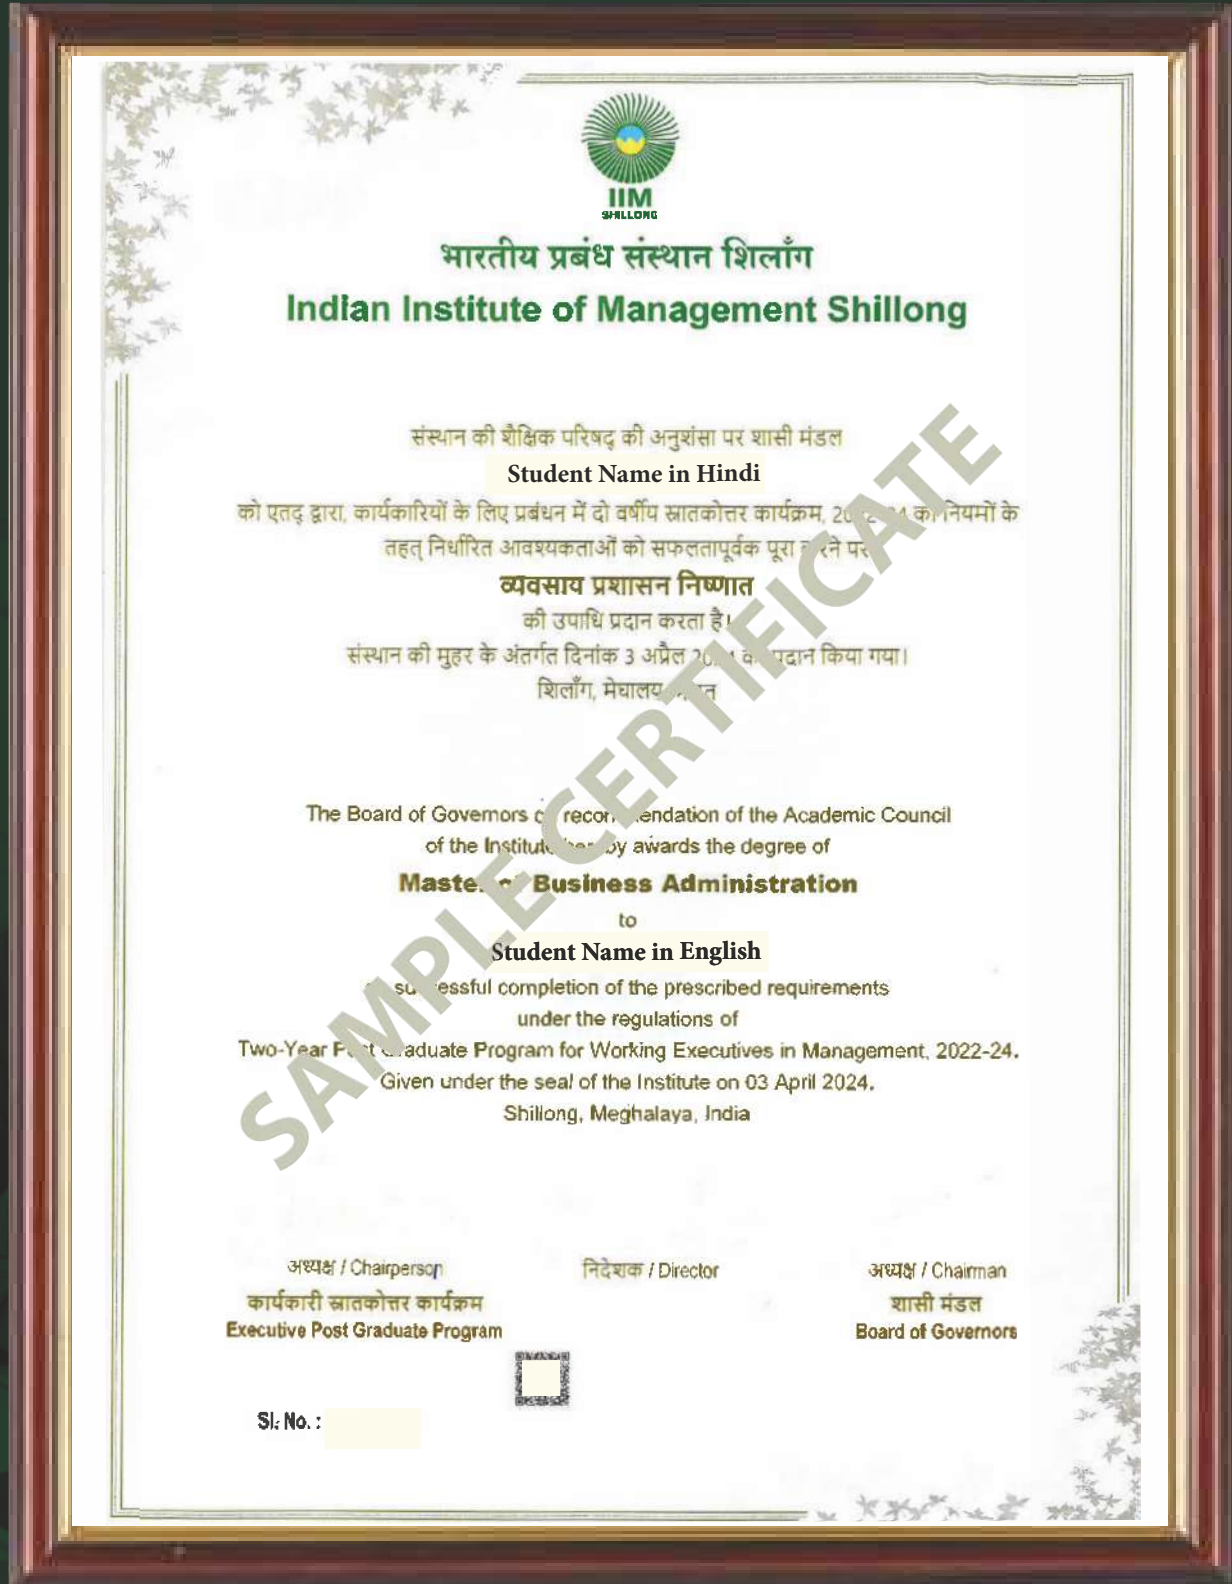 IIM
SHILLONG
भारतीय प्रबंध संस्थान शिलाँग
Indian Institute of Management Shillong
संस्थान की शैक्षिक परिषद् की अनुशंसा पर शासी मंडल
Student Name in Hindi
को एतद् द्वारा, कार्यकारियों के लिए प्रबंधन में दो वर्षीय स्नातकोत्तर कार्यक्रम, नियमों के
तहत् निर्धारित आवश्यकताओं को सफलतापूर्वक पूरा पर
व्यवसाय प्रशासन निष्णात
की उपाधि प्रदान करता है।
संस्थान की मुहर के अंतर्गत दिनांक 3 अप्रैल प्रदान किया गया।
शिलाँग, मेघालय
SAMPLE CERTIFICATE
The Board of Governors of the Academic Council
of the Institute awards the degree of
Master of Business Administration
to
Student Name in English
successful completion of the prescribed requirements
under the regulations of
Two-Year Post Graduate Program for Working Executives in Management, 2022-24.
Given under the seal of the Institute on 03 April 2024.
Shillong, Meghalaya, India
अध्यक्ष / Chairperson
कार्यकारी स्नातकोत्तर कार्यक्रम
Executive Post Graduate Program
निदेशक / Director
अध्यक्ष / Chairman
शासी मंडल
Board of Governors
Sl. No. :